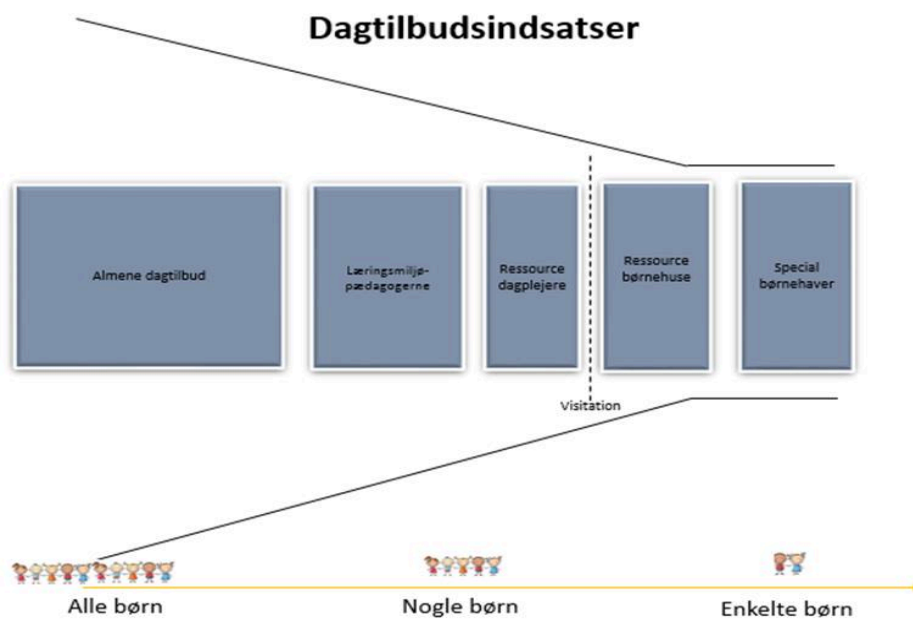 Dagtilbudsindsatser
Almene dagtilbud
Læringsmiljø-
pædagogerne
Ressource
dagplejere
Ressource
børnehuse
Special
børnehaver
Visitation
Alle børn
Nogle børn
Enkelte børn